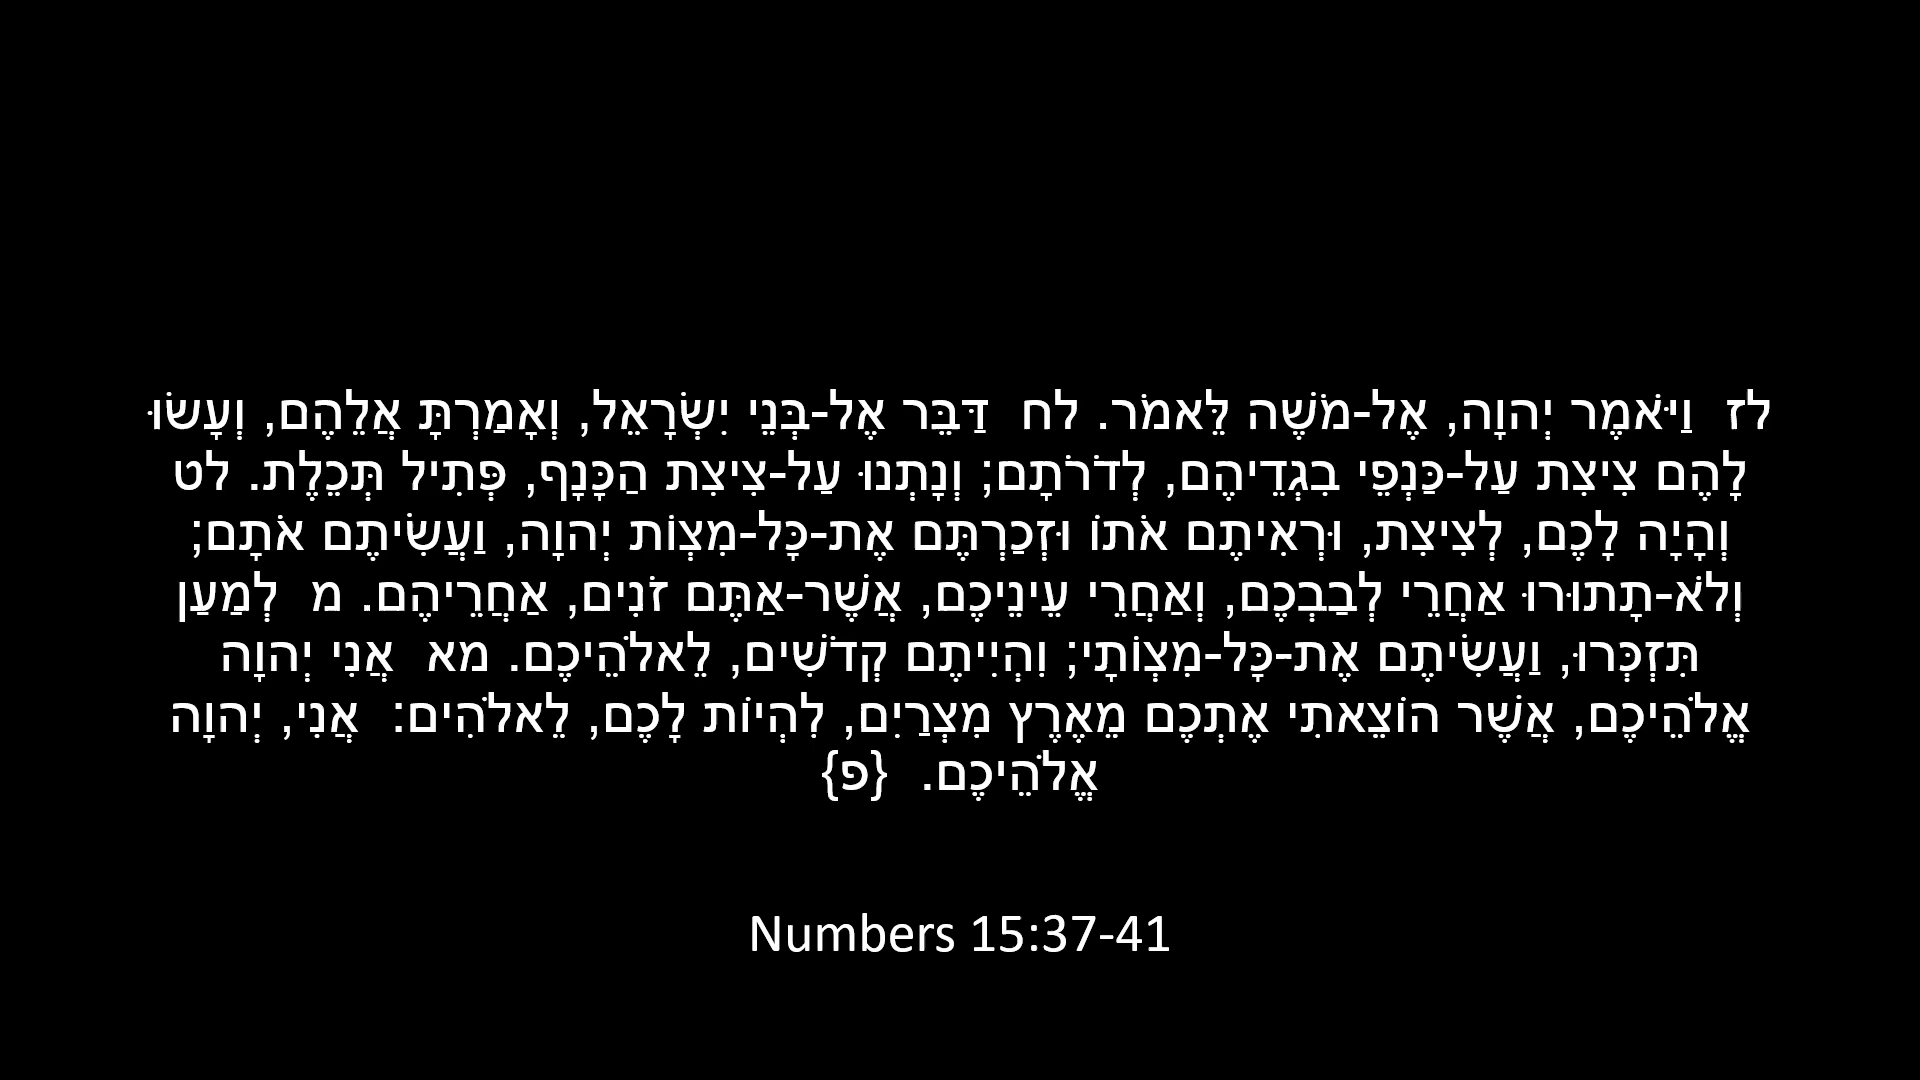 לז  וַיֹּאמֶר יְהוָה, אֶל-מֹשֶׁה לֵּאמֹר. לח  דַּבֵּר אֶל-בְּנֵי יִשְׂרָאֵל, וְאָמַרְתָּ אֲלֵהֶם, וְעָשׂוּ
לָהֶם צִיצִת עַל-כַּנְפֵי בִגְדֵיהֶם, לְדֹרֹתָם; וְנָתְנוּ עַל-צִיצִת הַכָּנָף, פְּתִיל תְּכֵלֶת. לט
וְהָיָה לָכֶם, לְצִיצִת, וּרְאִיתֶם אֹתוֹ וּזְכַרְתֶּם אֶת-כָּל-מִצְוֺת יְהוָה, וַעֲשִׂיתֶם אֹתָם;
וְלֹא-תָתוּרוּ אַחֲרֵי לְבַבְכֶם, וְאַחֲרֵי עֵינֵיכֶם, אֲשֶׁר-אַתֶּם זֹנִים, אַחֲרֵיהֶם. מ  לְמַעַן
תִּזְכְּרוּ, וַעֲשִׂיתֶם אֶת-כָּל-מִצְוֺתָי; וִהְיִיתֶם קְדֹשִׁים, לֵאלֹהֵיכֶם. מא  אֲנִי יְהוָה
אֱלֹהֵיכֶם, אֲשֶׁר הוֹצֵאתִי אֶתְכֶם מֵאֶרֶץ מִצְרַיִם, לִהְיוֹת לָכֶם, לֵאלֹהִים:  אֲנִי, יְהוָה
אֱלֹהֵיכֶם.  {פ}
Numbers 15:37-41